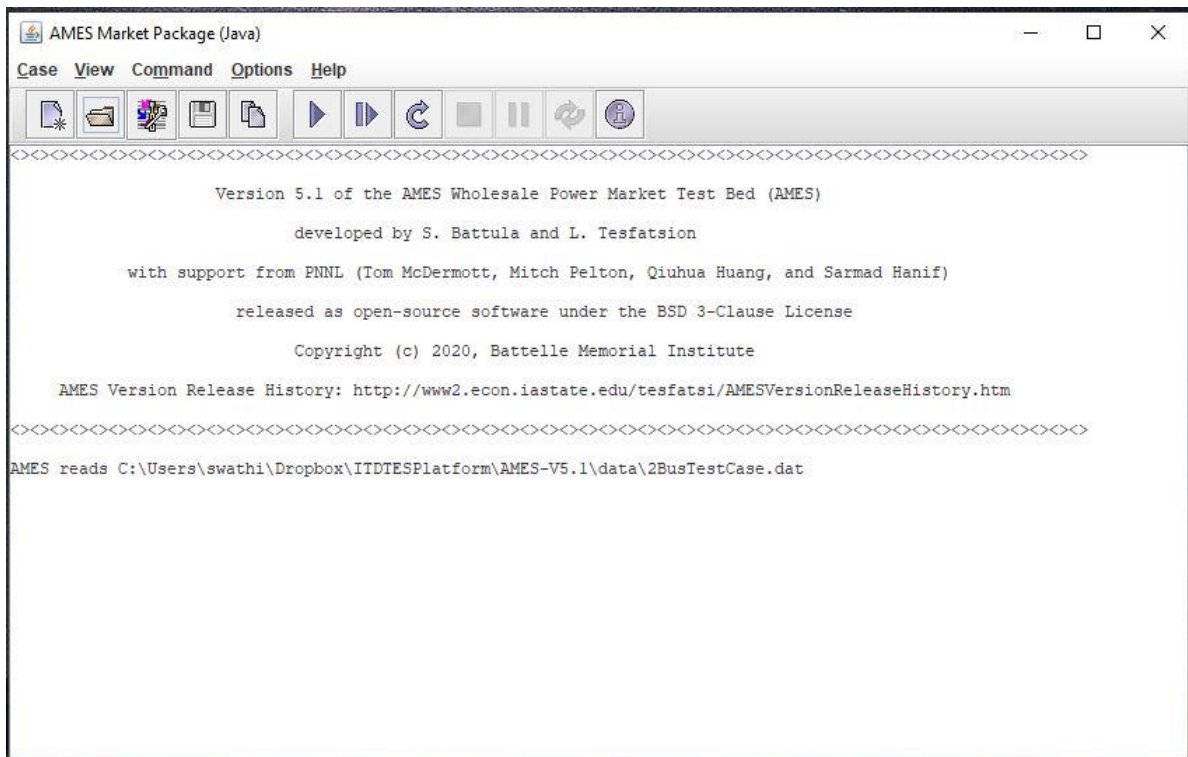 AMES Market Package (Java)
Case View Command Options Help
<><><><><><><><><><><><><><><><><><><><><><><><><><><><><><><><><><><><><><><><><><><><><><><><><><><><><><><>
Version 5.1 of the AMES Wholesale Power Market Test Bed (AMES)
developed by S. Battula and L. Tesfatsion
with support from PNNL (Tom McDermott, Mitch Pelton, Qiuhua Huang, and Sarmad Hanif)
released as open-source software under the BSD 3-Clause License
Copyright (c) 2020, Battelle Memorial Institute
AMES Version Release History: http://www2.econ.iastate.edu/tesfatsi/AMESVersionReleaseHistory.htm
<><><><><><><><><><><><><><><><><><><><><><><><><><><><><><><><><><><><><><><><><><><><><><><><><><><><><><><>
AMES reads C:\Users\swathi\Dropbox\ITDTESPlatform\AMES-V5.1\data\2BusTestCase.dat